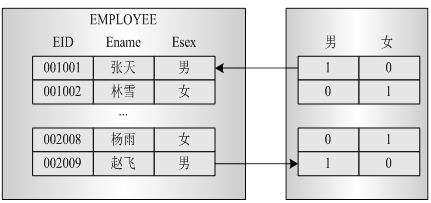 EMPLOYEE
EID Ename Esex 男 女
001001 张天 男 1 0
001002 林雪 女 0 1
...
002008 杨雨 女 0 1
002009 赵飞 男 1 0